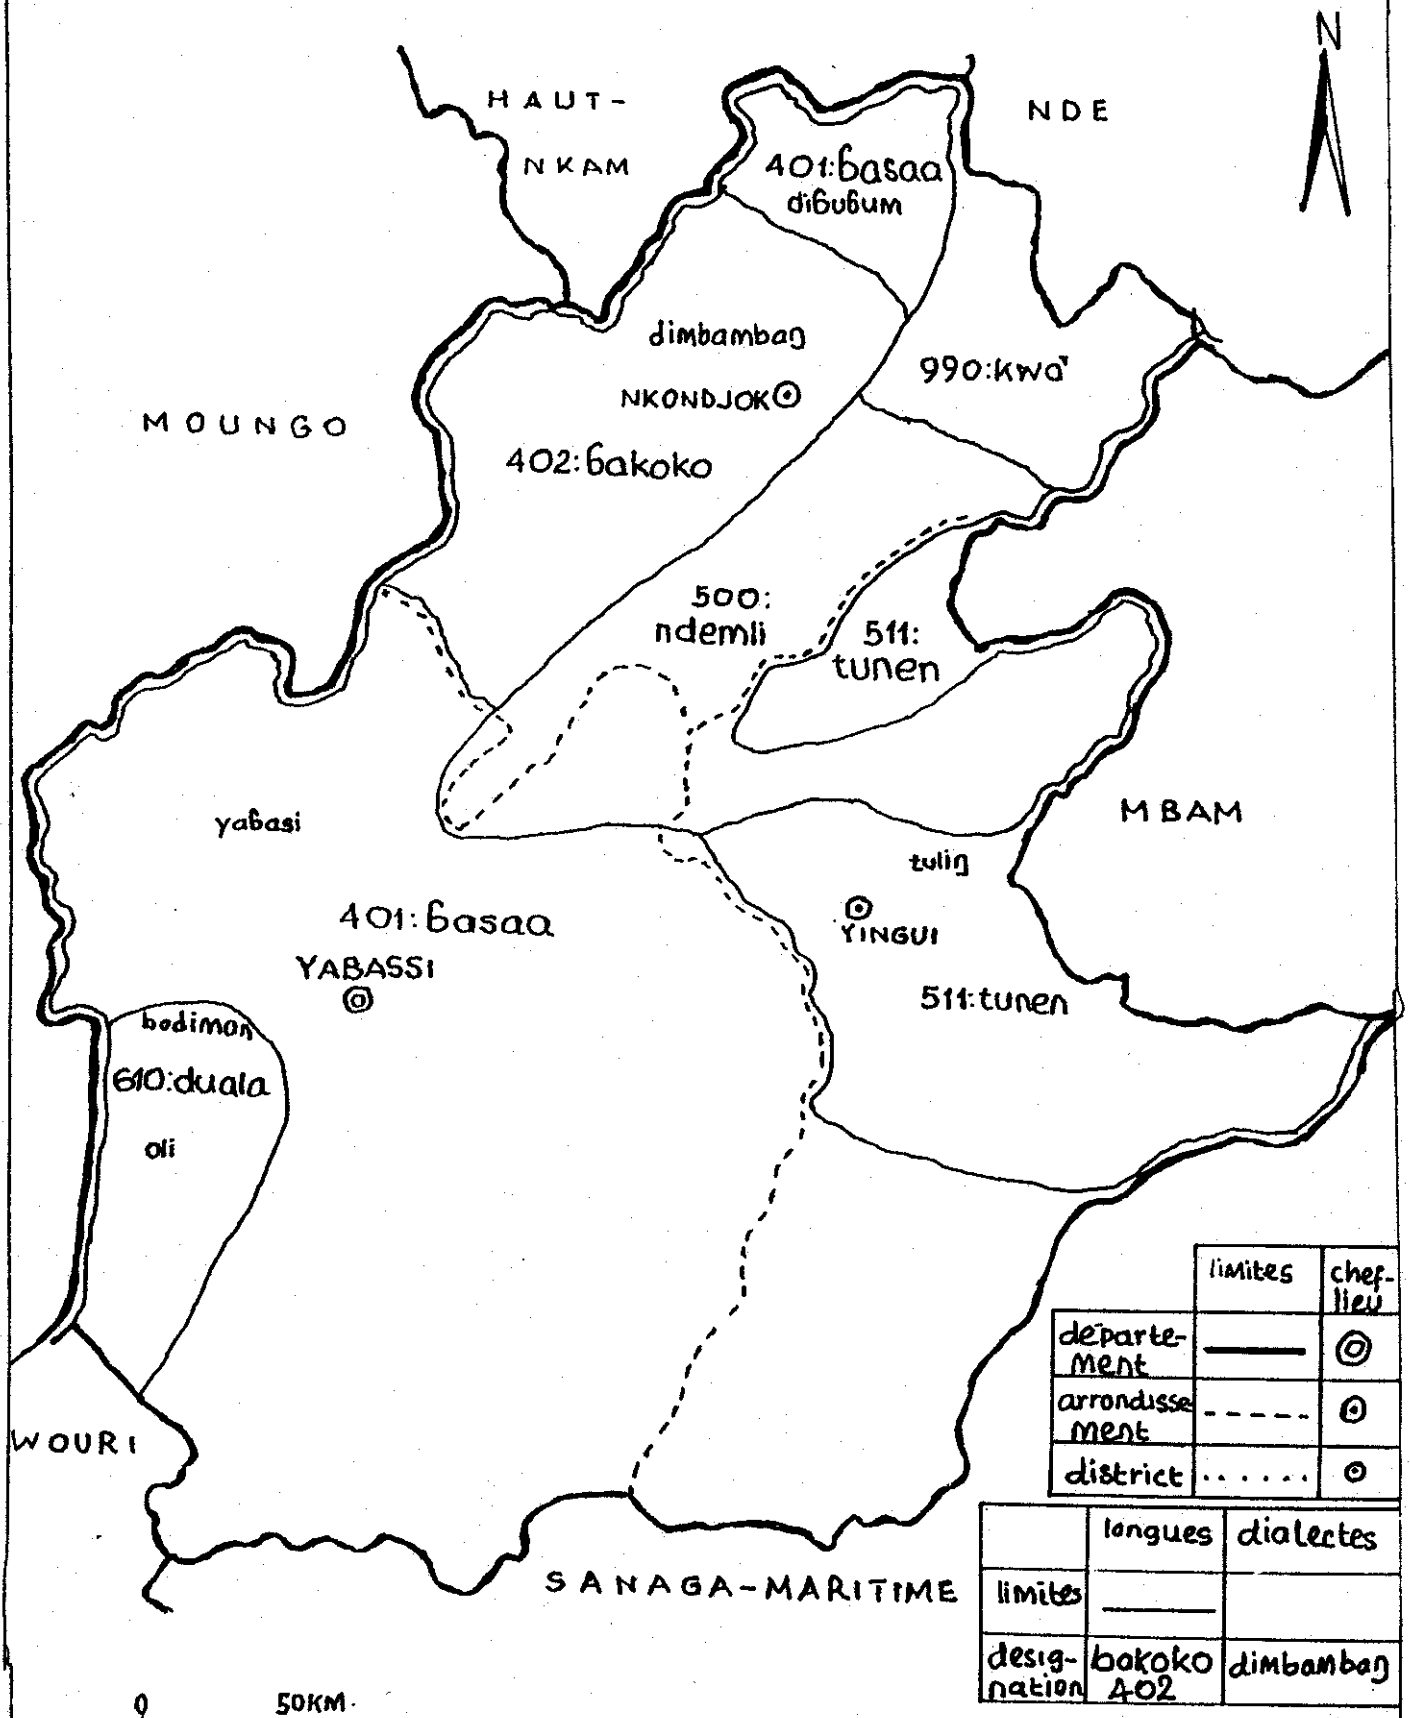 N
HAUT-
NKAM
NDE
401:ɓasaa
diɓuɓum
dimbambaŋ
NKONDJOK
990:kwa'
MOUNGO
402:ɓakoko
500:
ndemli
511:
tunen
yaɓasi
MBAM
tuliŋ
401:ɓasaa
YINGUI
YABASSI
511:tunen
bodiman
610:duala
oli
limites
chef-
lieu
departe-
ment
arrondisse
ment
district
WOURI
langues
dialectes
SANAGA-MARITIME
limites
desig-
nation
bakoko
402
dimbambaŋ
0 50KM.